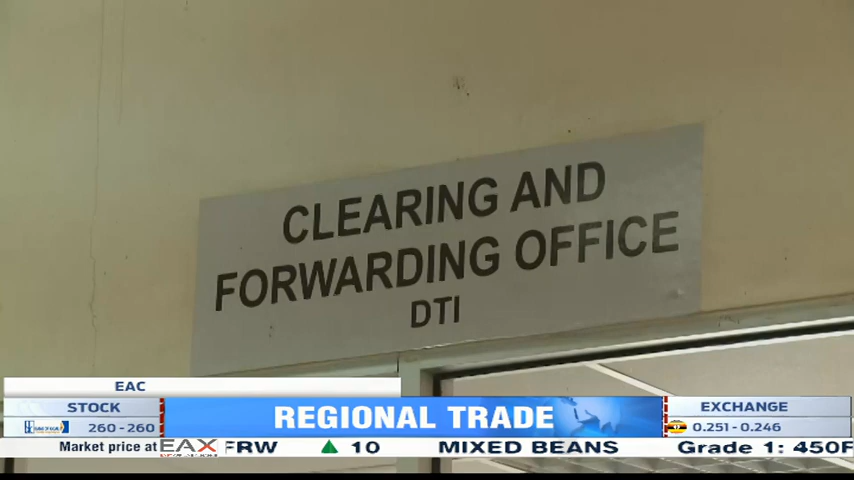 CLEARING AND
FORWARDING OFFICE
DTI
EAC
STOCK
260 - 260
REGIONAL TRADE
EXCHANGE
0.251 - 0.246
Market price at EAX FRW 10 MIXED BEANS Grade 1: 450F